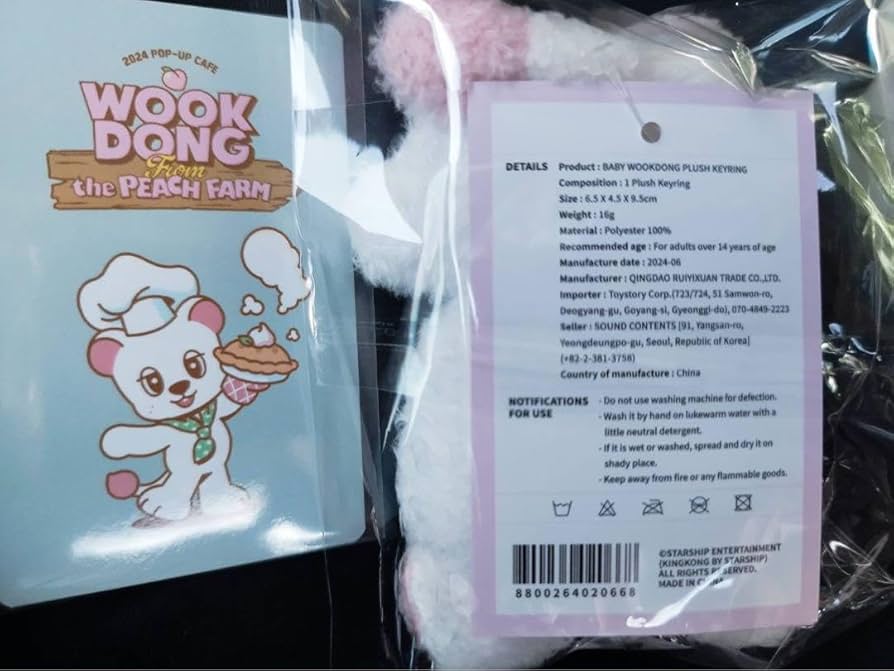 2024 POP-UP CAFE
WOOK
DONG
From
the PEACH FARM
DETAILS Product : BABY WOOKDONG PLUSH KEYRING
Composition : 1 Plush Keyring
Size : 6.5 X 4.5 X 9.5cm
Weight : 16g
Material : Polyester 100%
Recommended age : For adults over 14 years of age
Manufacture date : 2024-06
Manufacturer : QINGDAO RUIYIXUAN TRADE CO.,LTD.
Importer : Toystory Corp.(723/724, 51 Samwon-ro,
Deogyang-gu, Goyang-si, Gyeonggi-do), 070-4849-2223
Seller : SOUND CONTENTS [91, Yangsan-ro,
Yeongdeungpo-gu, Seoul, Republic of Korea]
(+82-2-381-3758)
Country of manufacture : China
NOTIFICATIONS
FOR USE
- Do not use washing machine for defection.
- Wash it by hand on lukewarm water with a
little neutral detergent.
- If it is wet or washed, spread and dry it on
shady place.
- Keep away from fire or any flammable goods.
8800264020668
©STARSHIP ENTERTAINMENT
(KINGKONG BY STARSHIP)
ALL RIGHTS RESERVED.
MADE IN CHINA